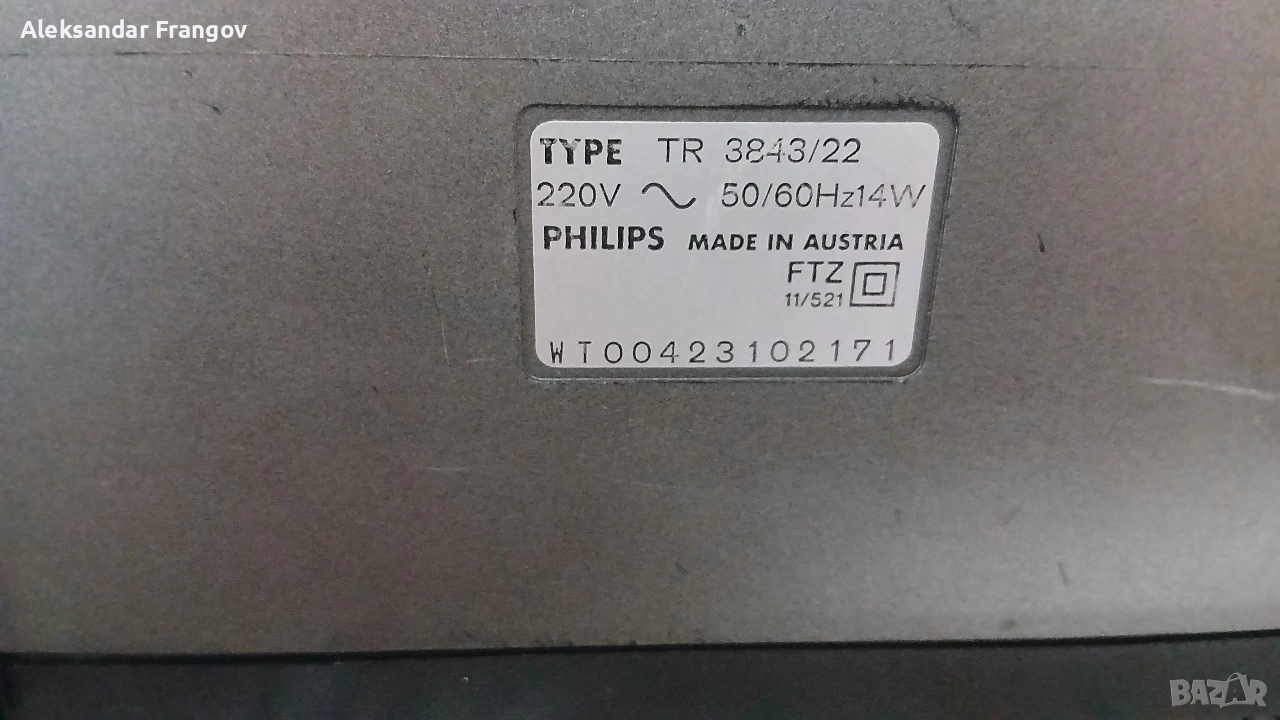 Aleksandar Frangov
TYPE TR 3843/22
220V ~ 50/60Hz14W
PHILIPS MADE IN AUSTRIA
FTZ
11/521
WT00423102171
BAZAR